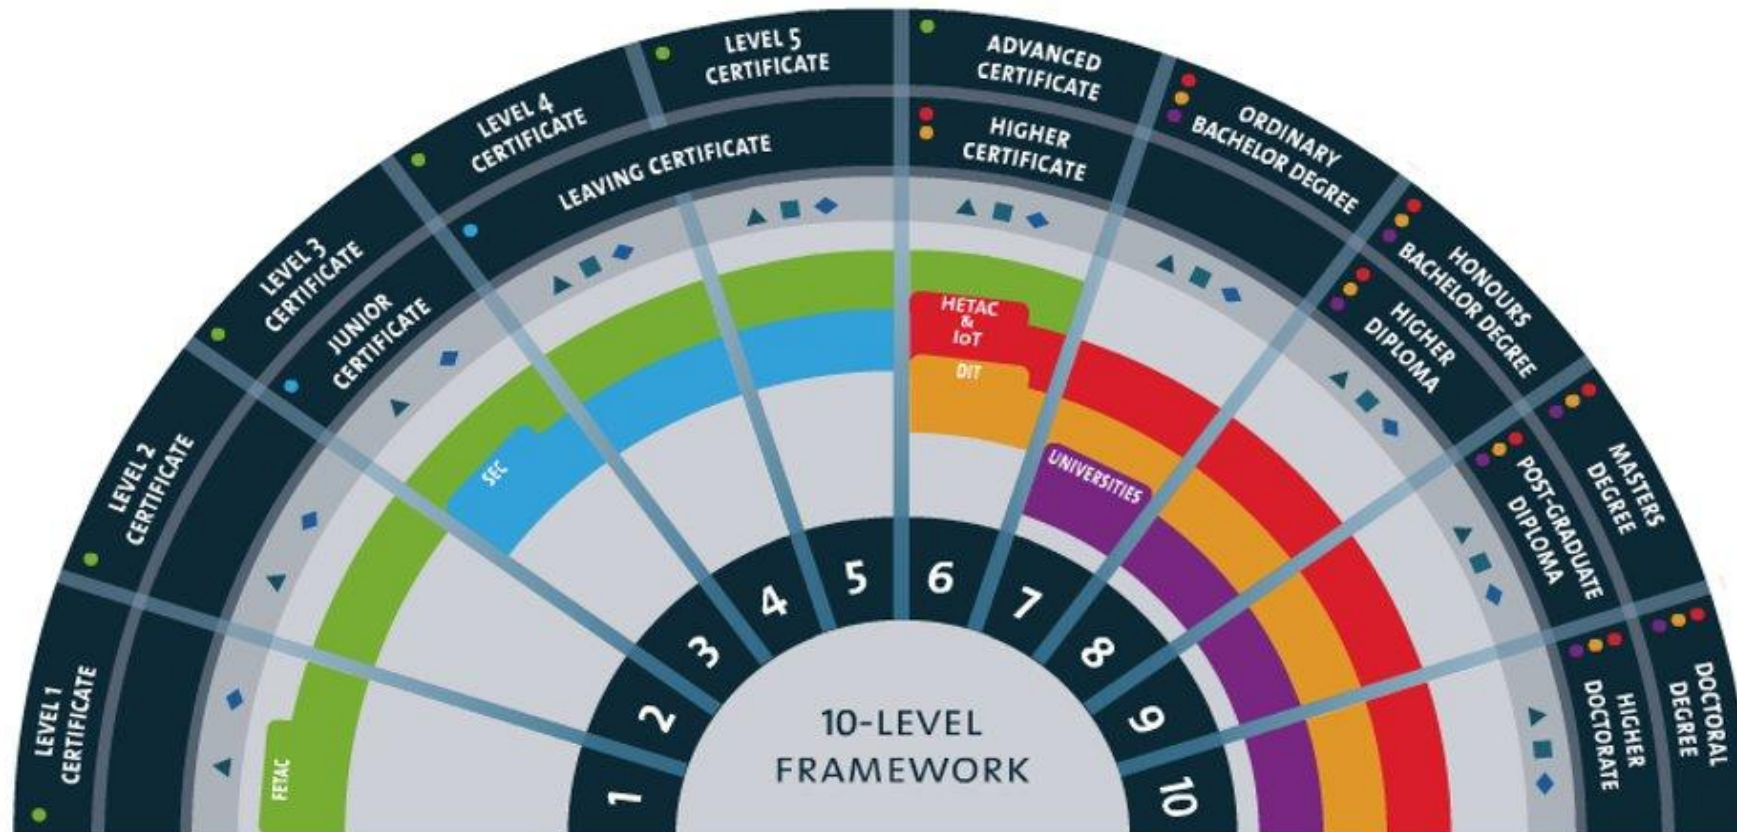 LEVEL 1
CERTIFICATE
LEVEL 2
CERTIFICATE
LEVEL 3
CERTIFICATE
LEVEL 4
CERTIFICATE
LEVEL 5
CERTIFICATE
ADVANCED
CERTIFICATE
ORDINARY
BACHELOR DEGREE
HONOURS
BACHELOR DEGREE
MASTERS
DEGREE
DOCTORAL
DEGREE
JUNIOR
CERTIFICATE
LEAVING CERTIFICATE
HIGHER
CERTIFICATE
HIGHER
DIPLOMA
POST-GRADUATE
DIPLOMA
HIGHER
DOCTORATE
FETAC
SEC
HETAC
&
IoT
DIT
UNIVERSITIES
1
2
3
4
5
6
7
8
9
10
10-LEVEL
FRAMEWORK